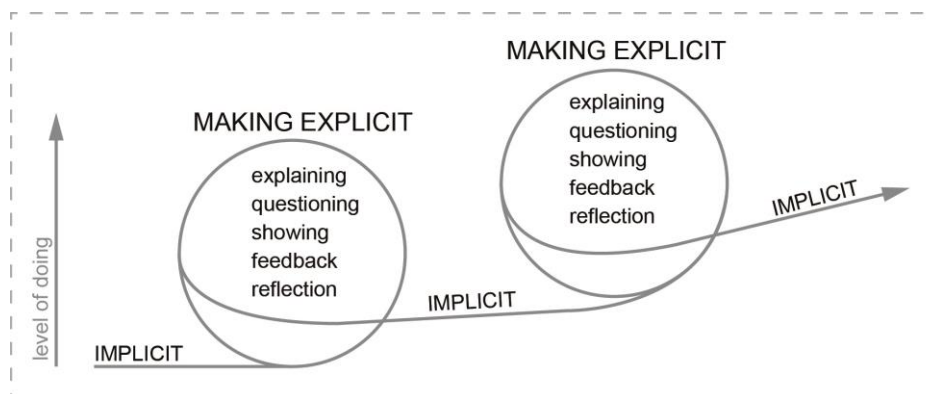 MAKING EXPLICIT
explaining
questioning
showing
feedback
reflection
MAKING EXPLICIT
explaining
questioning
showing
feedback
reflection
level of doing
IMPLICIT
IMPLICIT
IMPLICIT